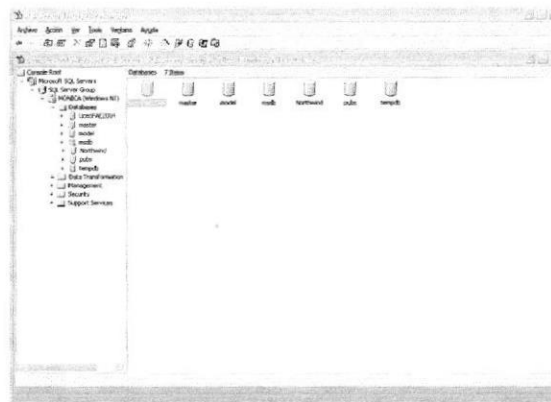 Archivo Acción Ver Tools Ventana Ayuda
Console Root
Microsoft SQL Servers
SQL Server Group
MONICA (Windows NT)
Databases
master
model
msdb
Northwind
pubs
tempdb
Data Transformation
Management
Security
Support Services
Databases 7 Items
master model msdb Northwind pubs tempdb